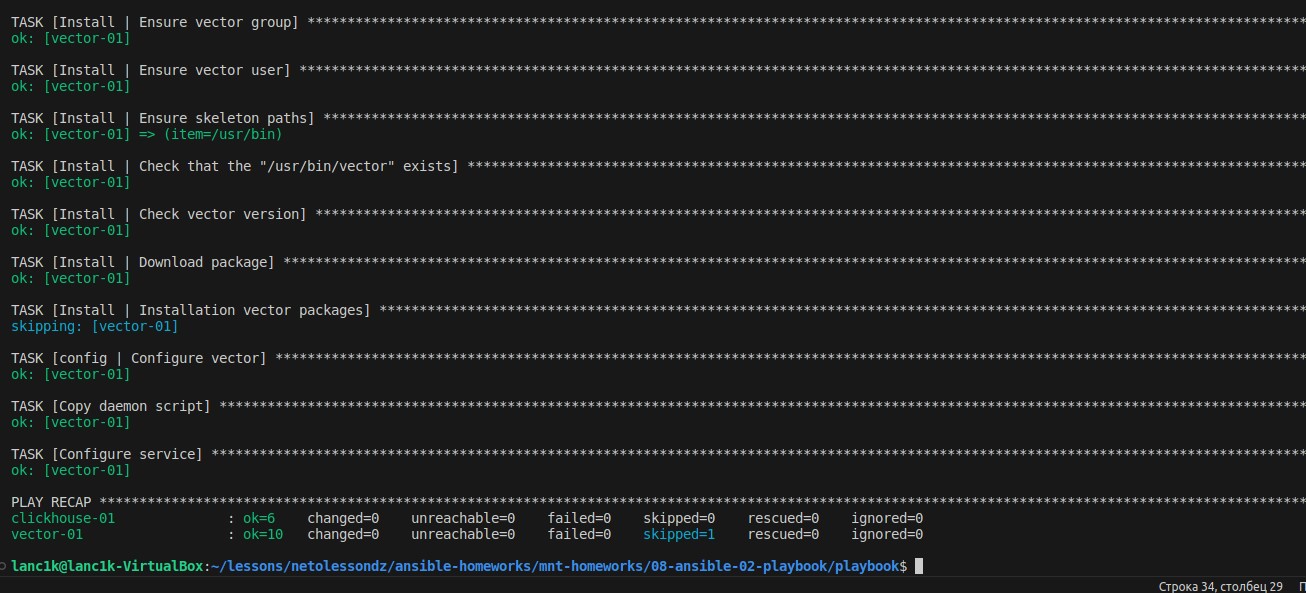 TASK [Install | Ensure vector group] ****************************************************************************************************************************
ok: [vector-01]
TASK [Install | Ensure vector user] *****************************************************************************************************************************
ok: [vector-01]
TASK [Install | Ensure skeleton paths] **************************************************************************************************************************
ok: [vector-01] => (item=/usr/bin)
TASK [Install | Check that the "/usr/bin/vector" exists] ********************************************************************************************************
ok: [vector-01]
TASK [Install | Check vector version] ***************************************************************************************************************************
ok: [vector-01]
TASK [Install | Download package] *******************************************************************************************************************************
ok: [vector-01]
TASK [Install | Installation vector packages] *******************************************************************************************************************
skipping: [vector-01]
TASK [config | Configure vector] ********************************************************************************************************************************
ok: [vector-01]
TASK [Copy daemon script] ***************************************************************************************************************************************
ok: [vector-01]
TASK [Configure service] ****************************************************************************************************************************************
ok: [vector-01]
PLAY RECAP ******************************************************************************************************************************************************
clickhouse-01 : ok=6 changed=0 unreachable=0 failed=0 skipped=0 rescued=0 ignored=0
vector-01 : ok=10 changed=0 unreachable=0 failed=0 skipped=1 rescued=0 ignored=0
lanc1k@lanc1k-VirtualBox:~/lessons/netolessondz/ansible-homeworks/mnt-homeworks/08-ansible-02-playbook/playbook$
Строка 34, столбец 29